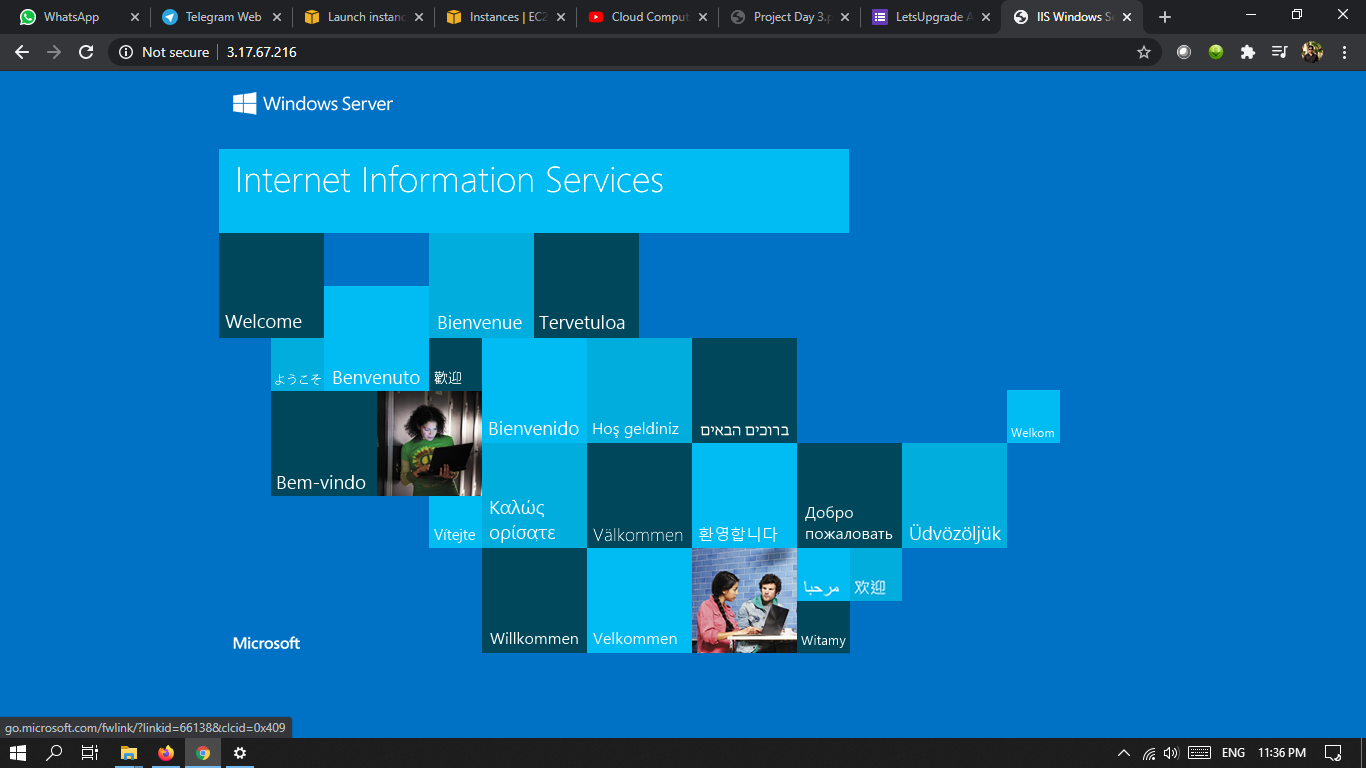 WhatsApp
Telegram Web
Launch instanc
Instances | EC2
Cloud Comput
Project Day 3.p
LetsUpgrade A
IIS Windows Se
Not secure
3.17.67.216
Windows Server
Internet Information Services
Welcome
Bienvenue
Tervetuloa
ようこそ
Benvenuto
歡迎
Bienvenido
Hoş geldiniz
ברוכים הבאים
Welkom
Bem-vindo
Vítejte
Καλώς
ορίσατε
Välkommen
환영합니다
Добро
пожаловать
Üdvözöljük
Willkommen
Velkommen
مرحبا
欢迎
Witamy
Microsoft
go.microsoft.com/fwlink/?linkid=66138&clcid=0x409
ENG
11:36 PM